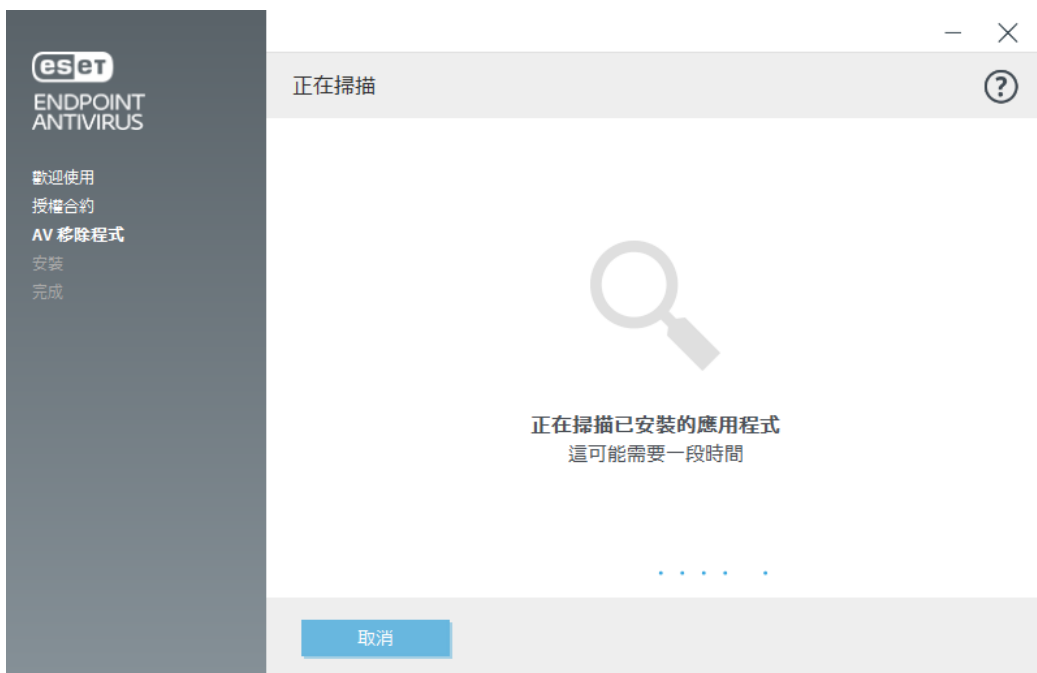 eset
ENDPOINT
ANTIVIRUS
歡迎使用
授權合約
AV 移除程式
安裝
完成
正在掃描
?
正在掃描已安裝的應用程式
這可能需要一段時間
取消